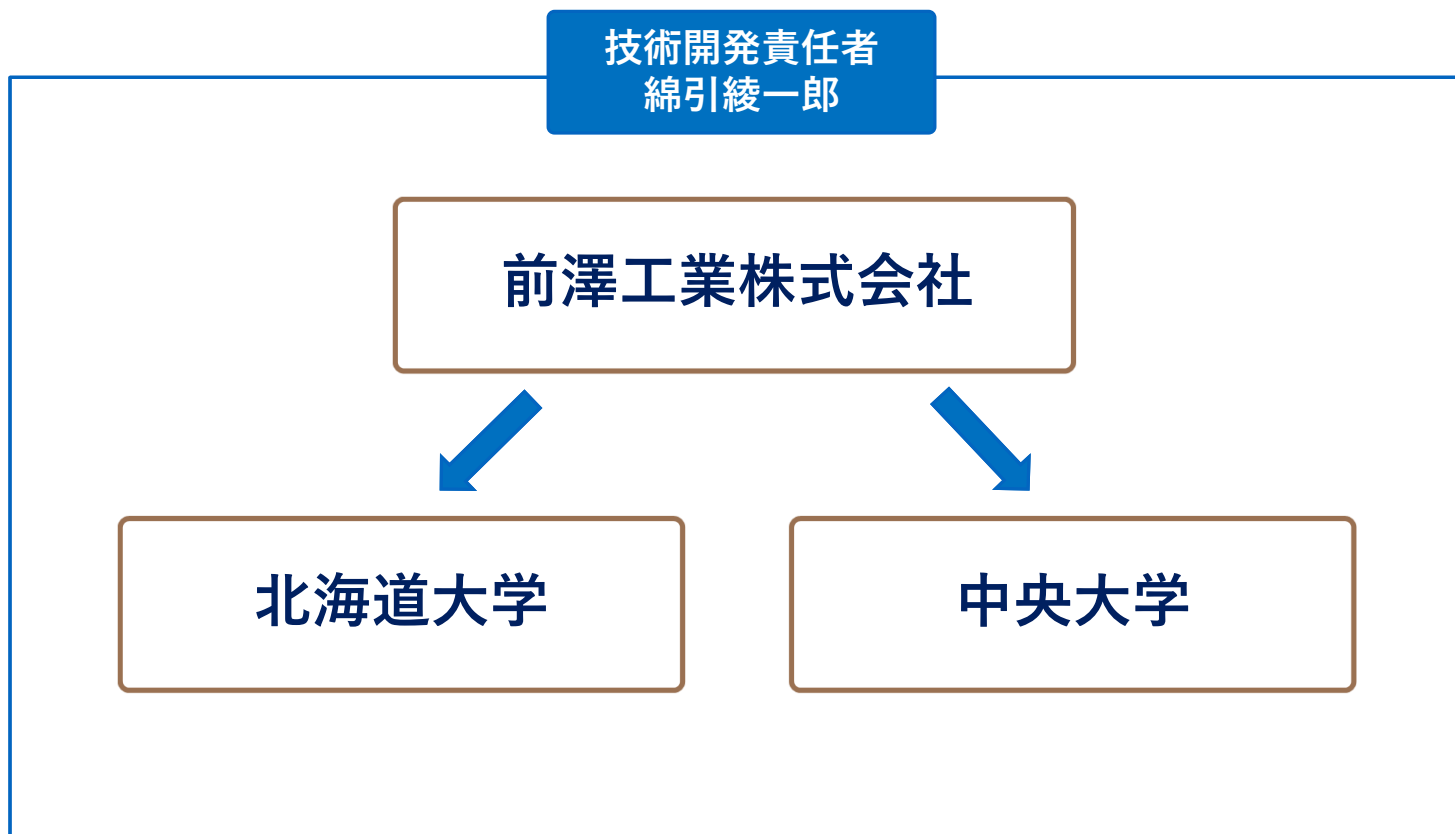 技術開発責任者
綿引綾一郎
前澤工業株式会社
北海道大学
中央大学